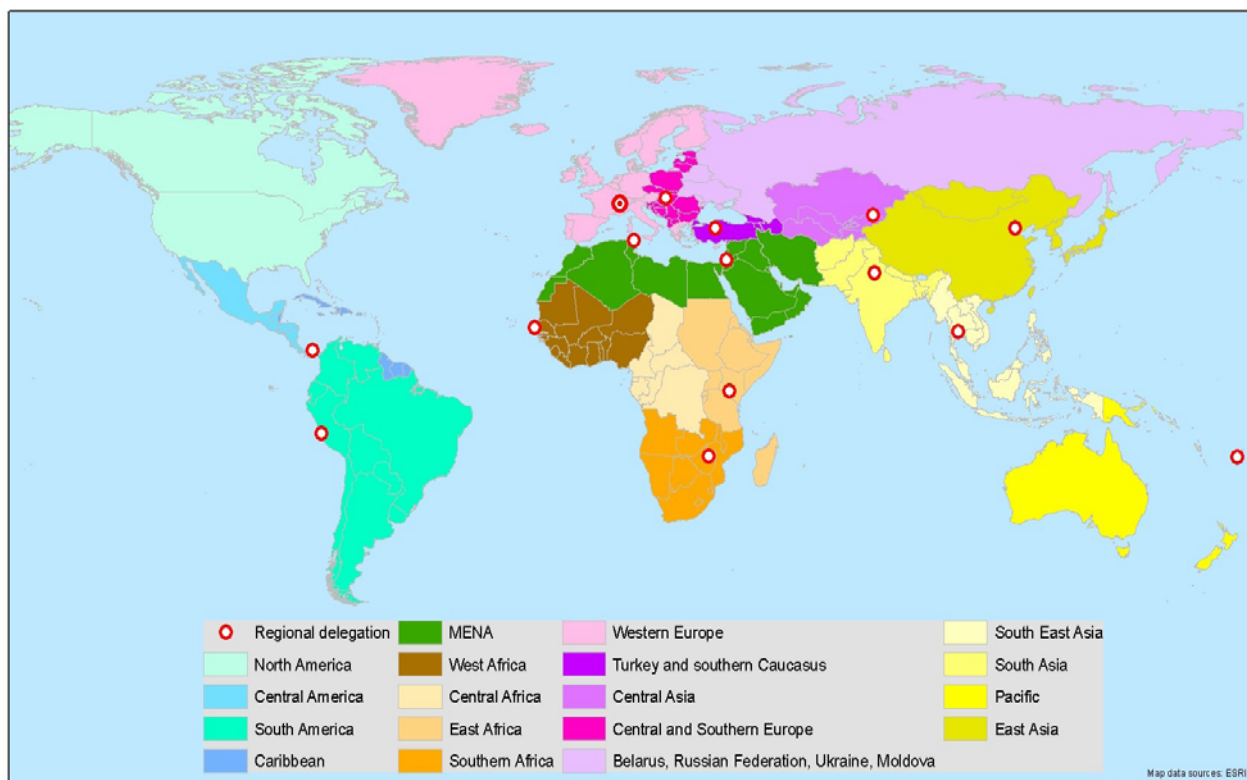 Regional delegation
North America
Central America
South America
Caribbean
MENA
West Africa
Central Africa
East Africa
Southern Africa
Western Europe
Turkey and southern Caucasus
Central Asia
Central and Southern Europe
Belarus, Russian Federation, Ukraine, Moldova
South East Asia
South Asia
Pacific
East Asia
Map data sources: ESRI